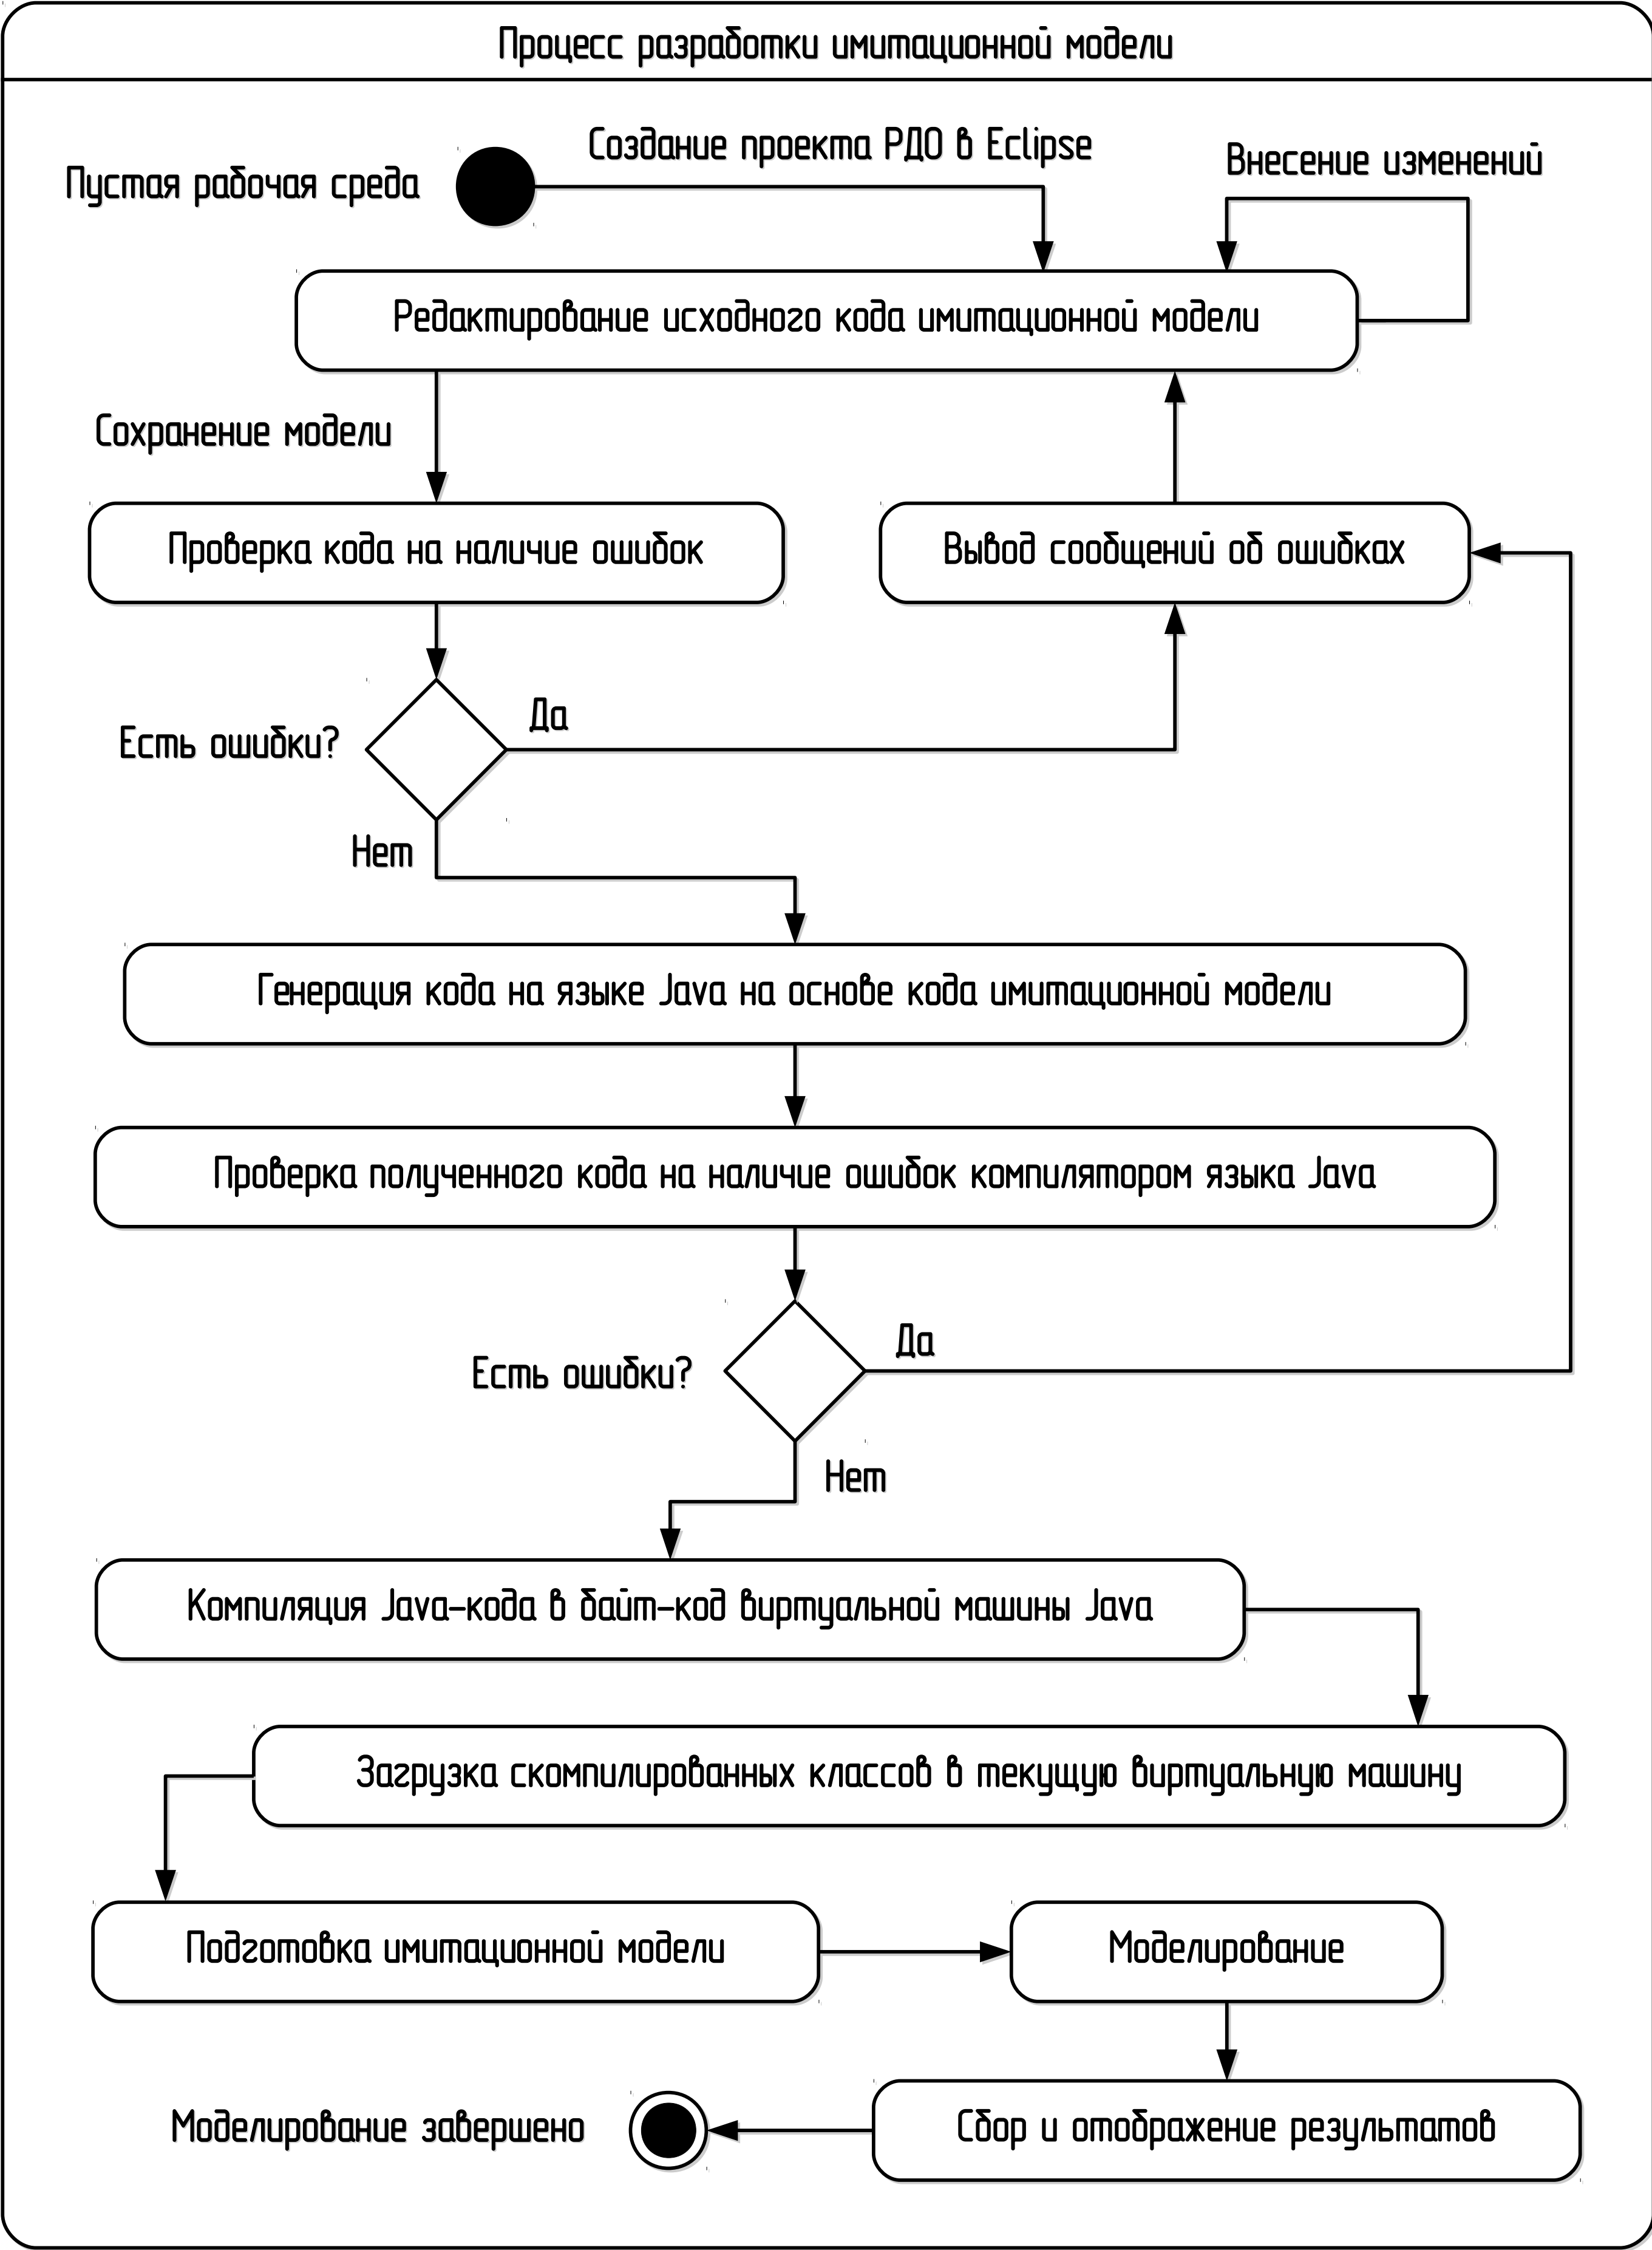 Процесс разработки имитационной модели
Создание проекта РДО в Eclipse
Внесение изменений
Пустая рабочая среда
Редактирование исходного кода имитационной модели
Сохранение модели
Проверка кода на наличие ошибок
Вывод сообщений об ошибках
Да
Есть ошибки?
Нет
Генерация кода на языке Java на основе кода имитационной модели
Проверка полученного кода на наличие ошибок компилятором языка Java
Да
Есть ошибки?
Нет
Компиляция Java-кода в байт-код виртуальной машины Java
Загрузка скомпилированных классов в текущую виртуальную машину
Подготовка имитационной модели
Моделирование
Моделирование завершено
Сбор и отображение результатов